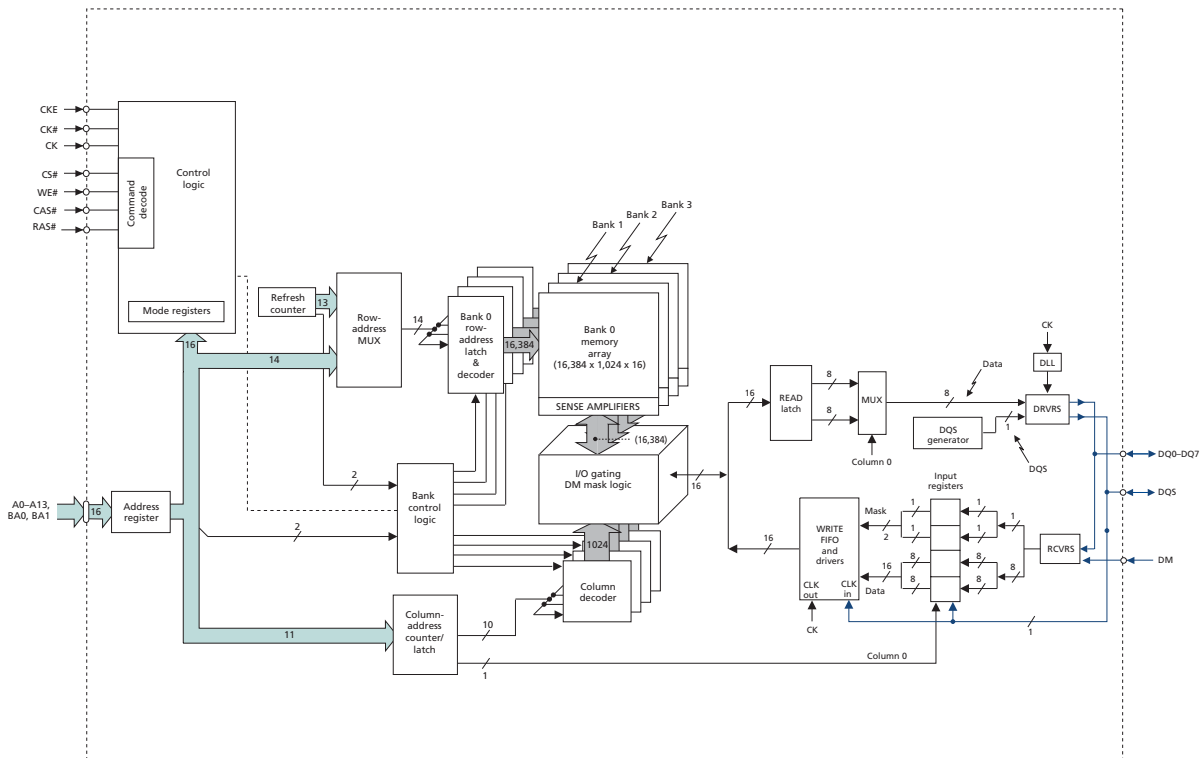 CKE
CK#
CK
CS#
WE#
CAS#
RAS#
Control
logic
Command
decode
Mode registers
Refresh
counter
13
Row-
address
MUX
14
16
14
Bank 0
row-
address
latch
&
decoder
16,384
Bank 1
Bank 2
Bank 3
Bank 0
memory
array
(16,384 x 1,024 x 16)
SENSE AMPLIFIERS
(16,384)
I/O gating
DM mask logic
16
1024
Column
decoder
2
2
Bank
control
logic
A0–A13,
BA0, BA1
16
Address
register
11
Column-
address
counter/
latch
10
1
Column 0
16
READ
latch
8
8
MUX
Column 0
8
Data
DQS
generator
1
DQS
CK
DLL
DRVRS
DQ0–DQ7
DQS
DM
RCVRS
Input
registers
16
WRITE
FIFO
and
drivers
CLK
out
CLK
in
CK
Mask
2
16
Data
1
1
8
8
1
1
8
8
1
8
1